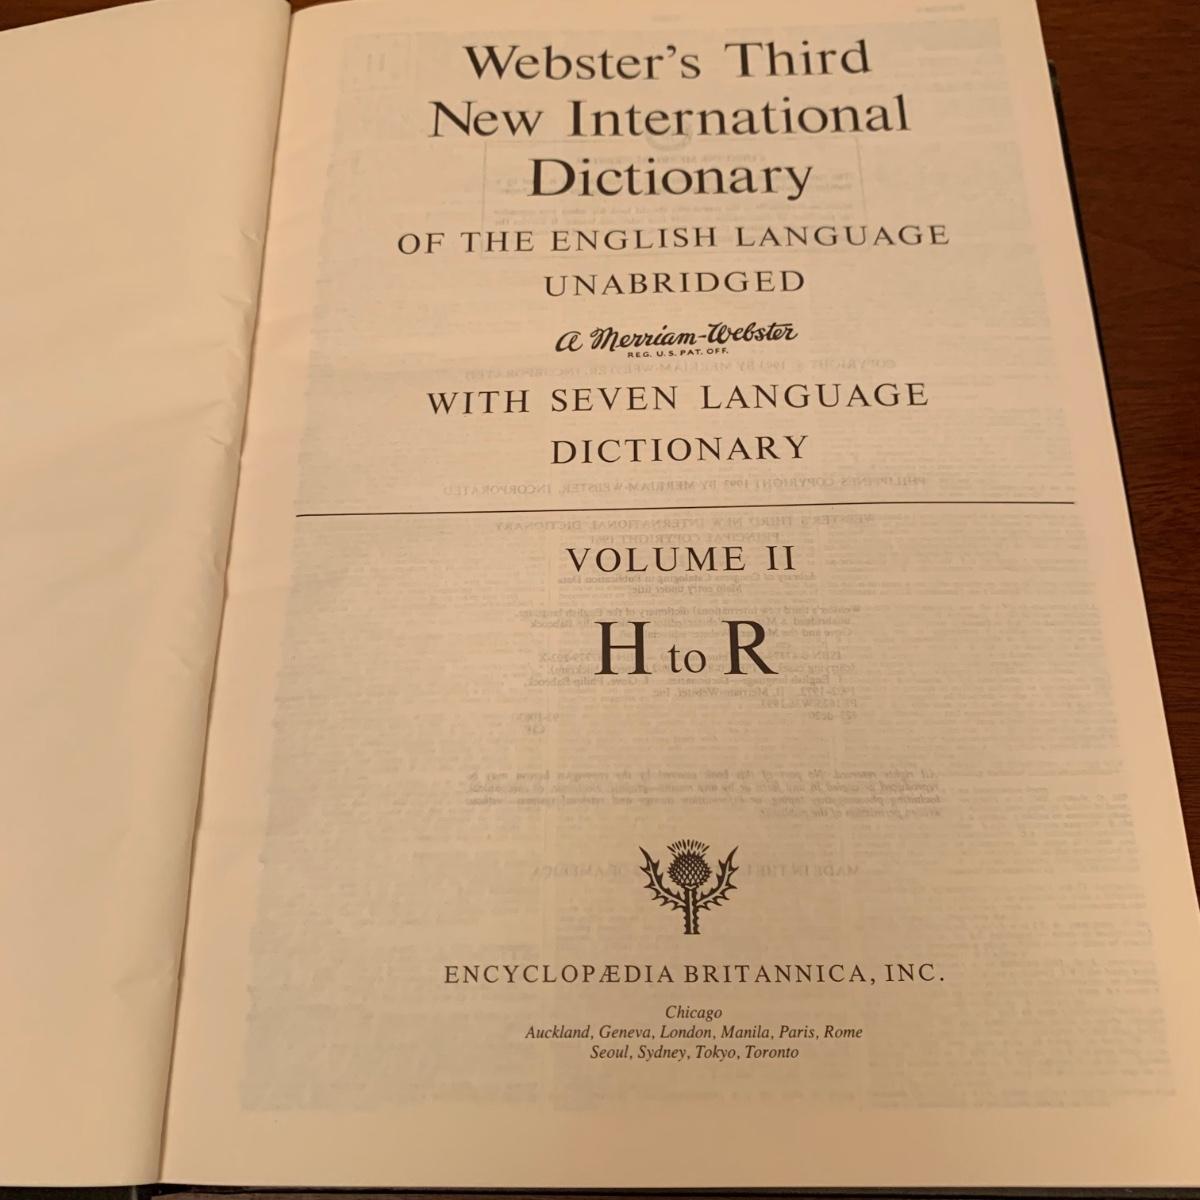 Webster's Third
New International
Dictionary
OF THE ENGLISH LANGUAGE
UNABRIDGED
a Merriam-Webster
REG. U.S. PAT. OFF.
WITH SEVEN LANGUAGE
DICTIONARY
VOLUME II
H to R
ENCYCLOPÆDIA BRITANNICA, INC.
Chicago
Auckland, Geneva, London, Manila, Paris, Rome
Seoul, Sydney, Tokyo, Toronto